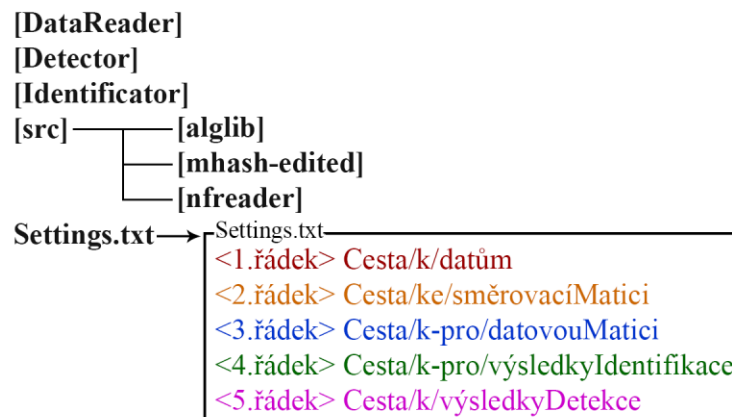 [DataReader]
[Detector]
[Identificator]
[src] [alglib]
[mhash-edited]
[nfreader]
Settings.txt Settings.txt
<1.řádek> Cesta/k/datům
<2.řádek> Cesta/ke/směrovacíMatici
<3.řádek> Cesta/k-pro/datovouMatici
<4.řádek> Cesta/k-pro/výsledkyIdentifikace
<5.řádek> Cesta/k/výsledkyDetekce